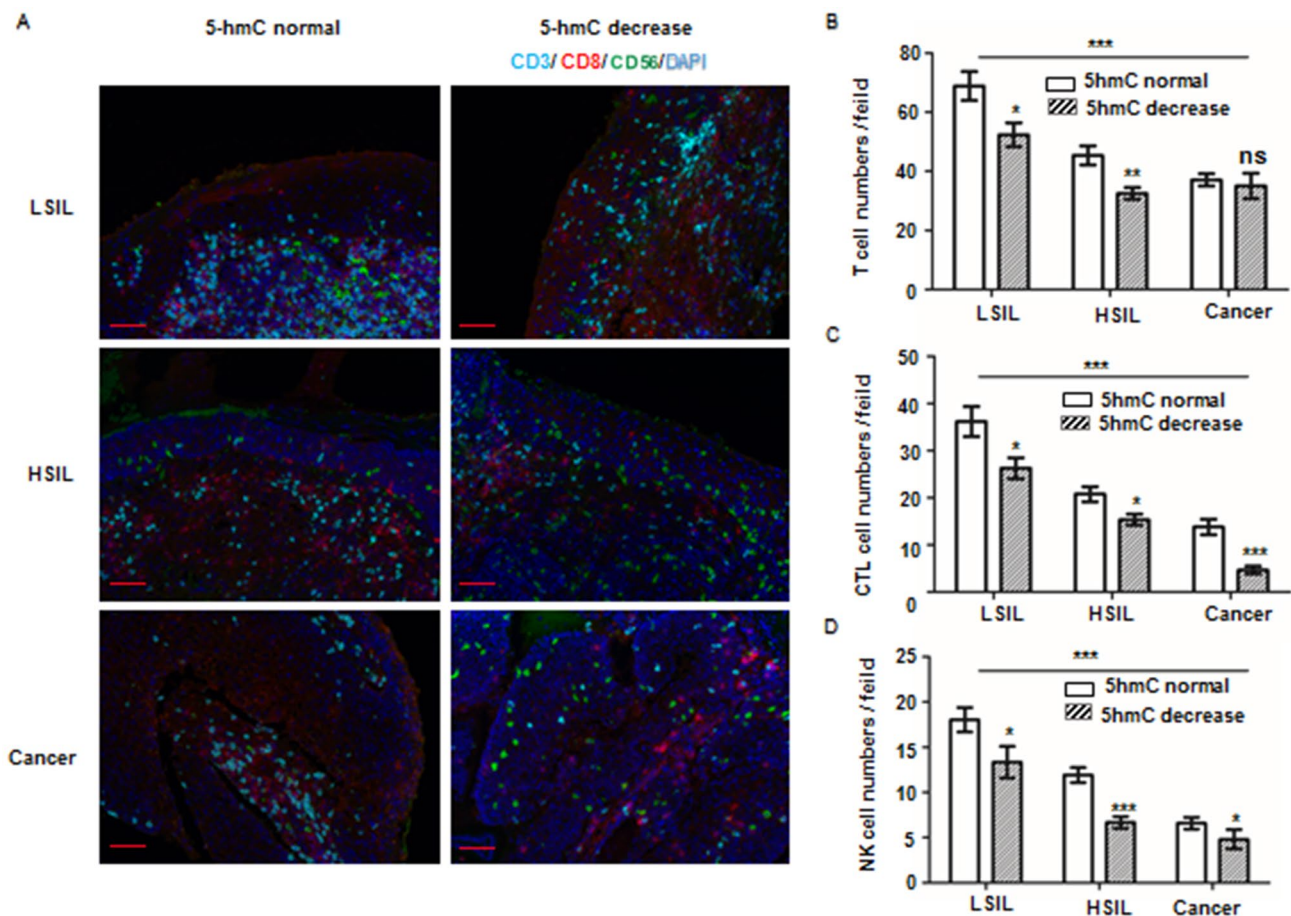 A
5-hmC normal
5-hmC decrease
CD3/ CD8/ CD56/DAPI
LSIL
HSIL
Cancer
B
T cell numbers /feild
80
60
40
20
0
***
5hmC normal
5hmC decrease
*
**
ns
LSIL
HSIL
Cancer
C
CTL cell numbers /feild
50
40
30
20
10
0
***
5hmC normal
5hmC decrease
*
*
***
LSIL
HSIL
Cancer
D
NK cell numbers / feild
25
20
15
10
5
0
***
5hmC normal
5hmC decrease
*
***
*
LSIL
HSIL
Cancer